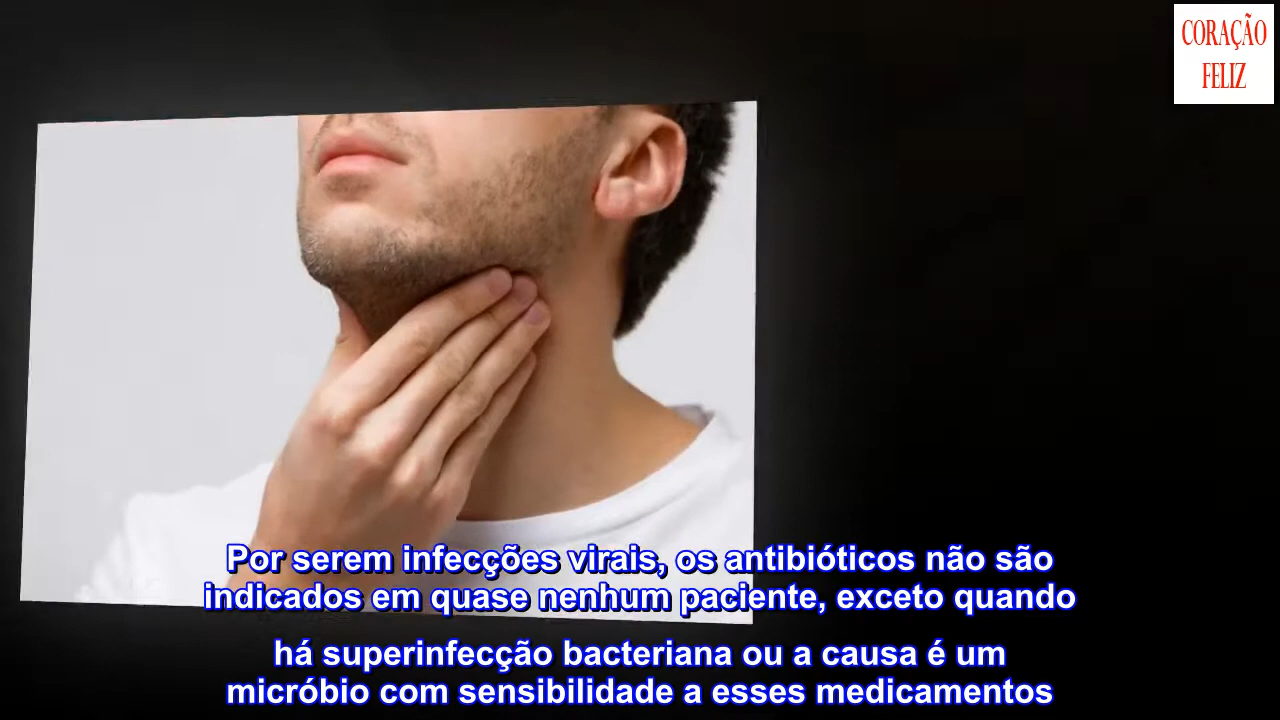 CORAÇÃO
FELIZ
Por serem infecções virais, os antibióticos não são
indicados em quase nenhum paciente, exceto quando
há superinfecção bacteriana ou a causa é um
micróbio com sensibilidade a esses medicamentos